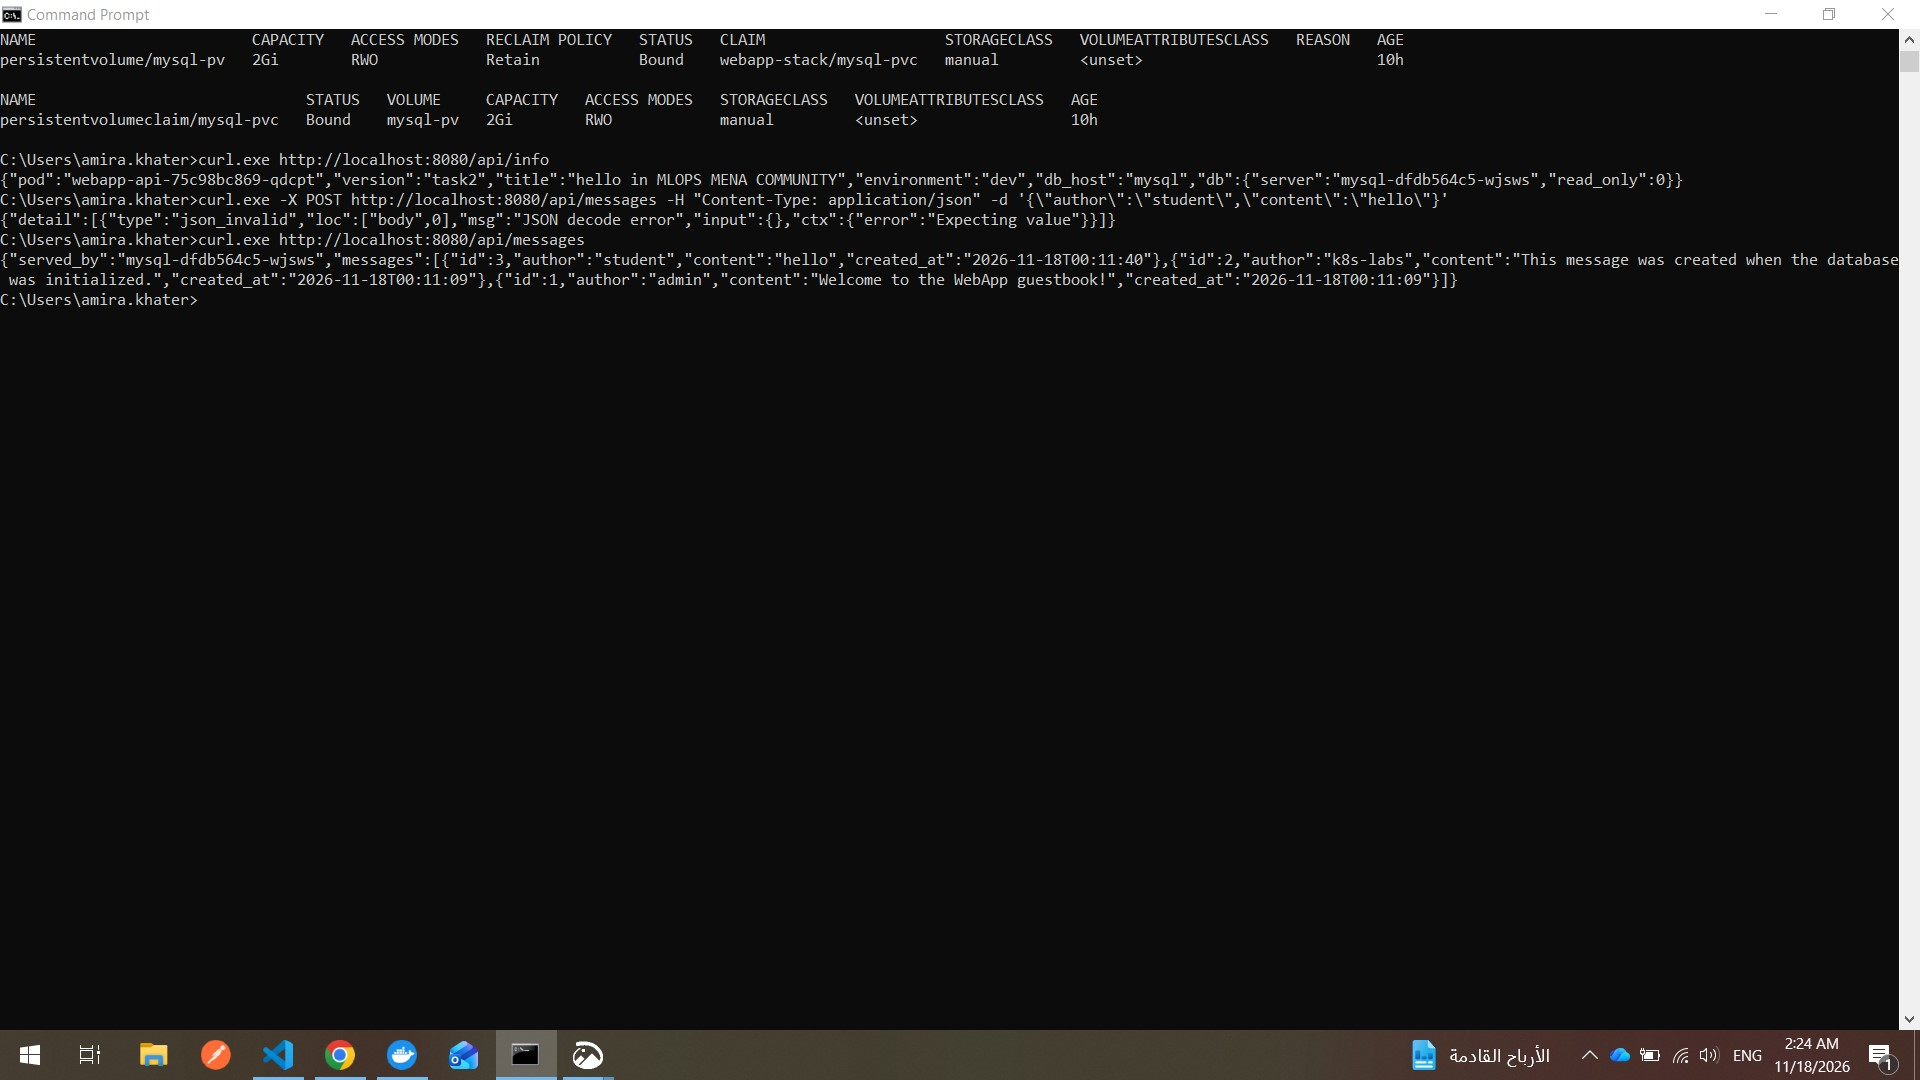 Command Prompt
NAME CAPACITY ACCESS MODES RECLAIM POLICY STATUS CLAIM STORAGECLASS VOLUMEATTRIBUTESCLASS REASON AGE
persistentvolume/mysql-pv 2Gi RWO Retain Bound webapp-stack/mysql-pvc manual <unset> 10h
NAME STATUS VOLUME CAPACITY ACCESS MODES STORAGECLASS VOLUMEATTRIBUTESCLASS AGE
persistentvolumeclaim/mysql-pvc Bound mysql-pv 2Gi RWO manual <unset> 10h
C:\Users\amira.khater>curl.exe http://localhost:8080/api/info
{"pod":"webapp-api-75c98bc869-qdcpt","version":"task2","title":"hello in MLOPS MENA COMMUNITY","environment":"dev","db_host":"mysql","db":{"server":"mysql-dfdb564c5-wjsws","read_only":0}}
C:\Users\amira.khater>curl.exe -X POST http://localhost:8080/api/messages -H "Content-Type: application/json" -d '{\"author\":\"student\",\"content\":\"hello\"}'
{"detail":[{"type":"json_invalid","loc":["body",0],"msg":"JSON decode error","input":{},"ctx":{"error":"Expecting value"}}]}
C:\Users\amira.khater>curl.exe http://localhost:8080/api/messages
{"served_by":"mysql-dfdb564c5-wjsws","messages":[{"id":3,"author":"student","content":"hello","created_at":"2026-11-18T00:11:40"},{"id":2,"author":"k8s-labs","content":"This message was created when the database
was initialized.","created_at":"2026-11-18T00:11:09"},{"id":1,"author":"admin","content":"Welcome to the WebApp guestbook!","created_at":"2026-11-18T00:11:09"}]}
C:\Users\amira.khater>
الأرباح القادمة
ENG
2:24 AM
11/18/2026
1